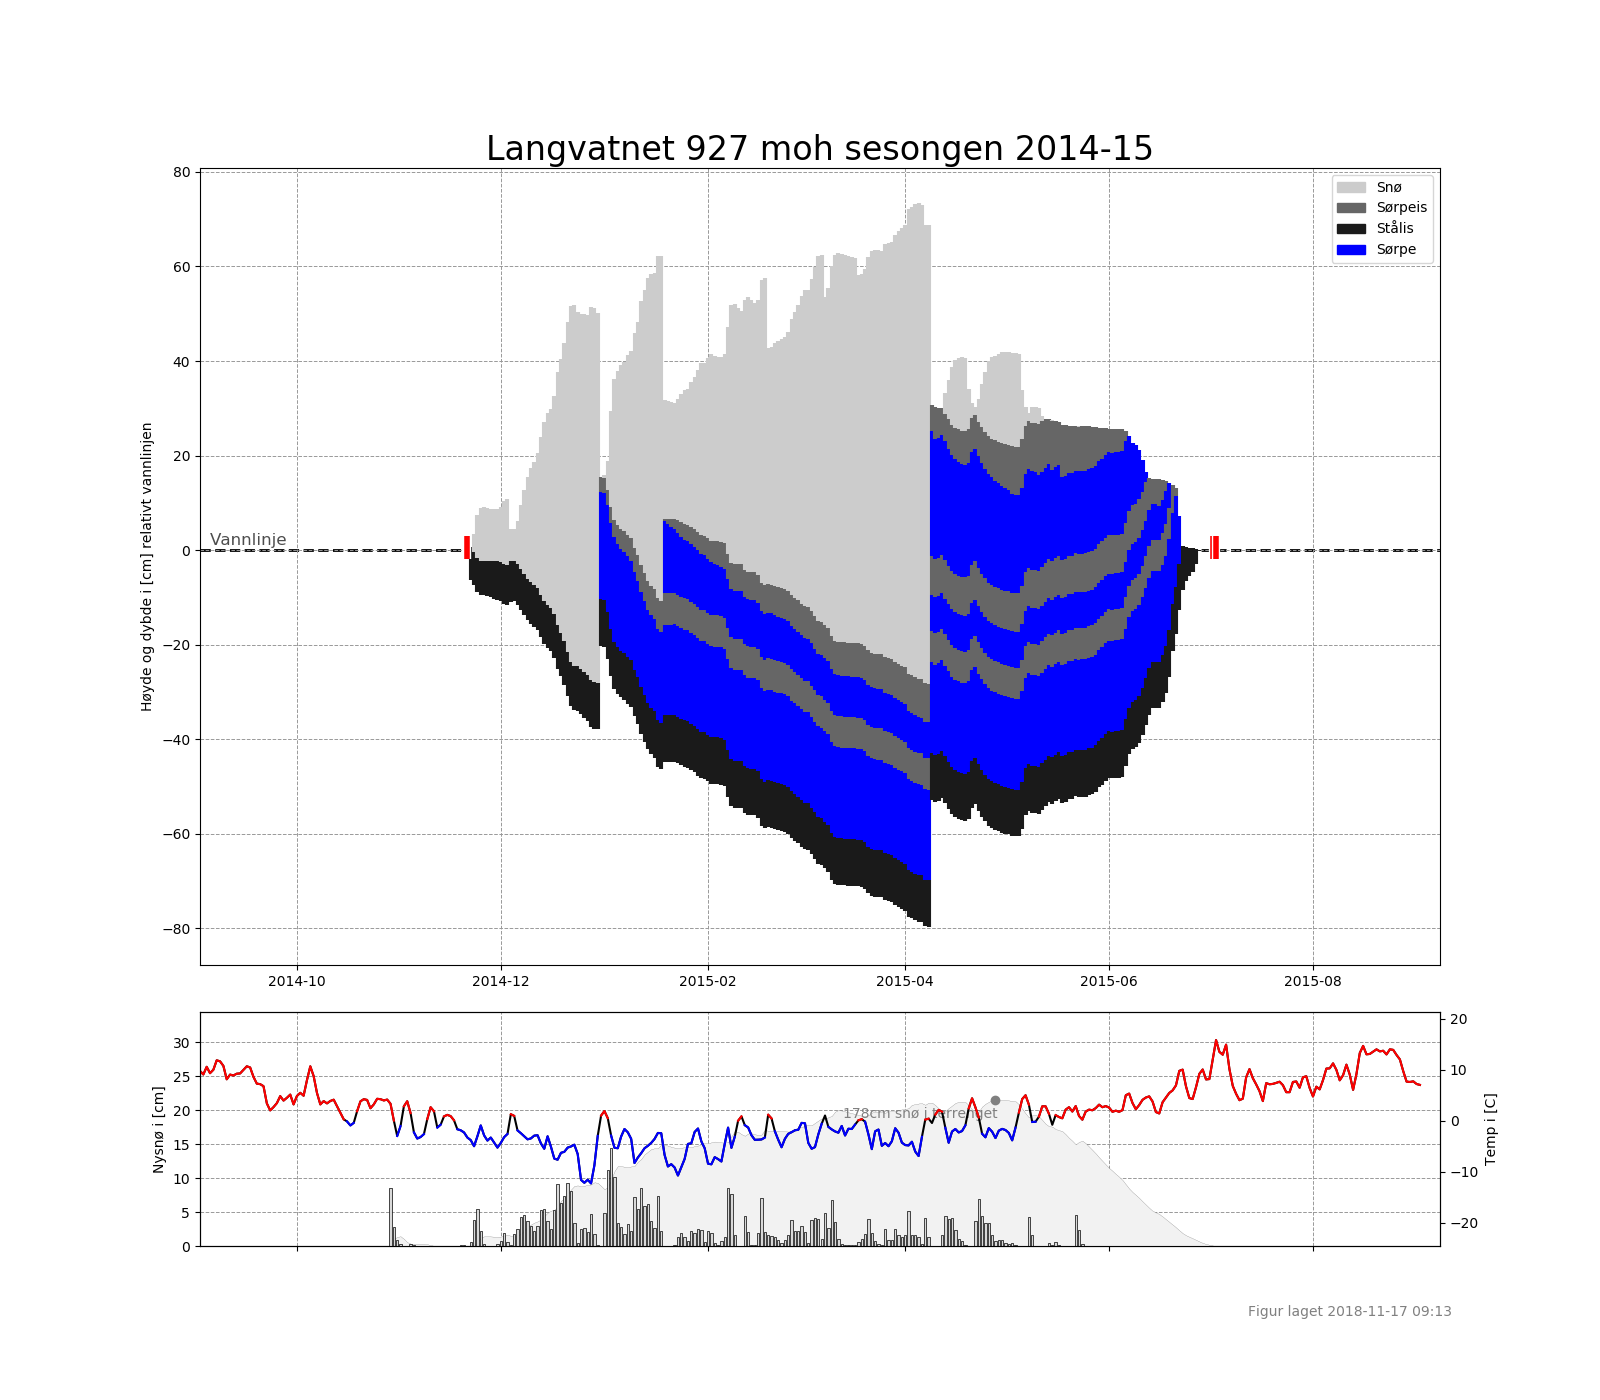 Langvatnet 927 moh sesongen 2014-15
Høyde og dybde i [cm] relativt vannlinjen
80
60
40
20
0
−20
−40
−60
−80
Vannlinje
Snø
Sørpeis
Stålis
Sørpe
2014-10 2014-12 2015-02 2015-04 2015-06 2015-08
Nysnø i [cm]
30
25
20
15
10
5
0
178cm snø i terrenget
20
10
0
−10
−20
Temp i [C]
Figur laget 2018-11-17 09:13